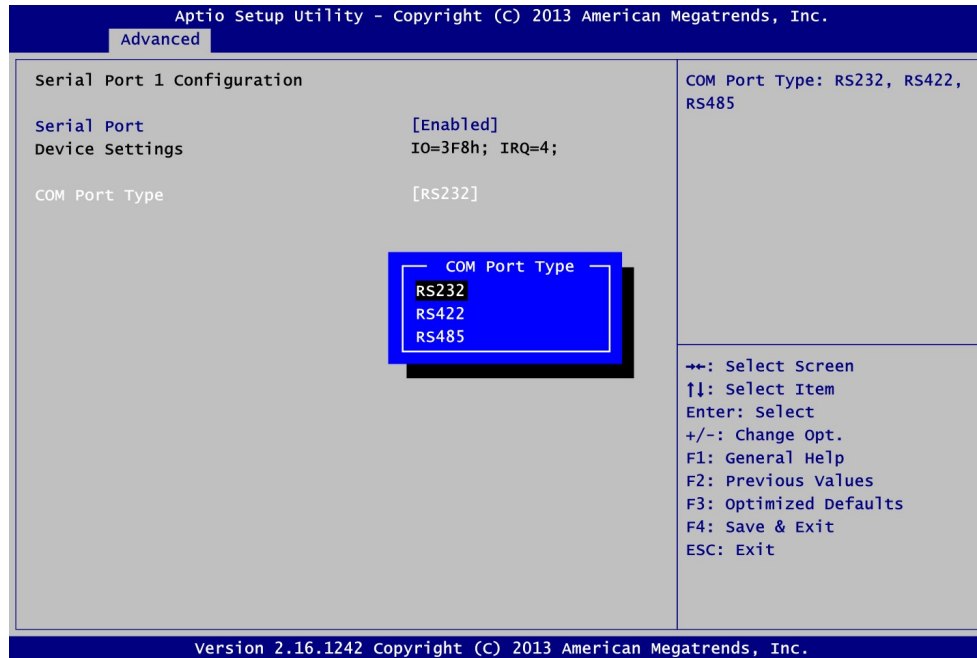 Aptio Setup Utility - Copyright (C) 2013 American Megatrends, Inc.
Advanced
Serial Port 1 Configuration
Serial Port [Enabled]
Device Settings IO=3F8h; IRQ=4;
COM Port Type [RS232]
COM Port Type
RS232
RS422
RS485
COM Port Type: RS232, RS422,
RS485
→←: Select Screen
↑↓: Select Item
Enter: Select
+/-: Change Opt.
F1: General Help
F2: Previous Values
F3: Optimized Defaults
F4: Save & Exit
ESC: Exit
Version 2.16.1242 Copyright (C) 2013 American Megatrends, Inc.